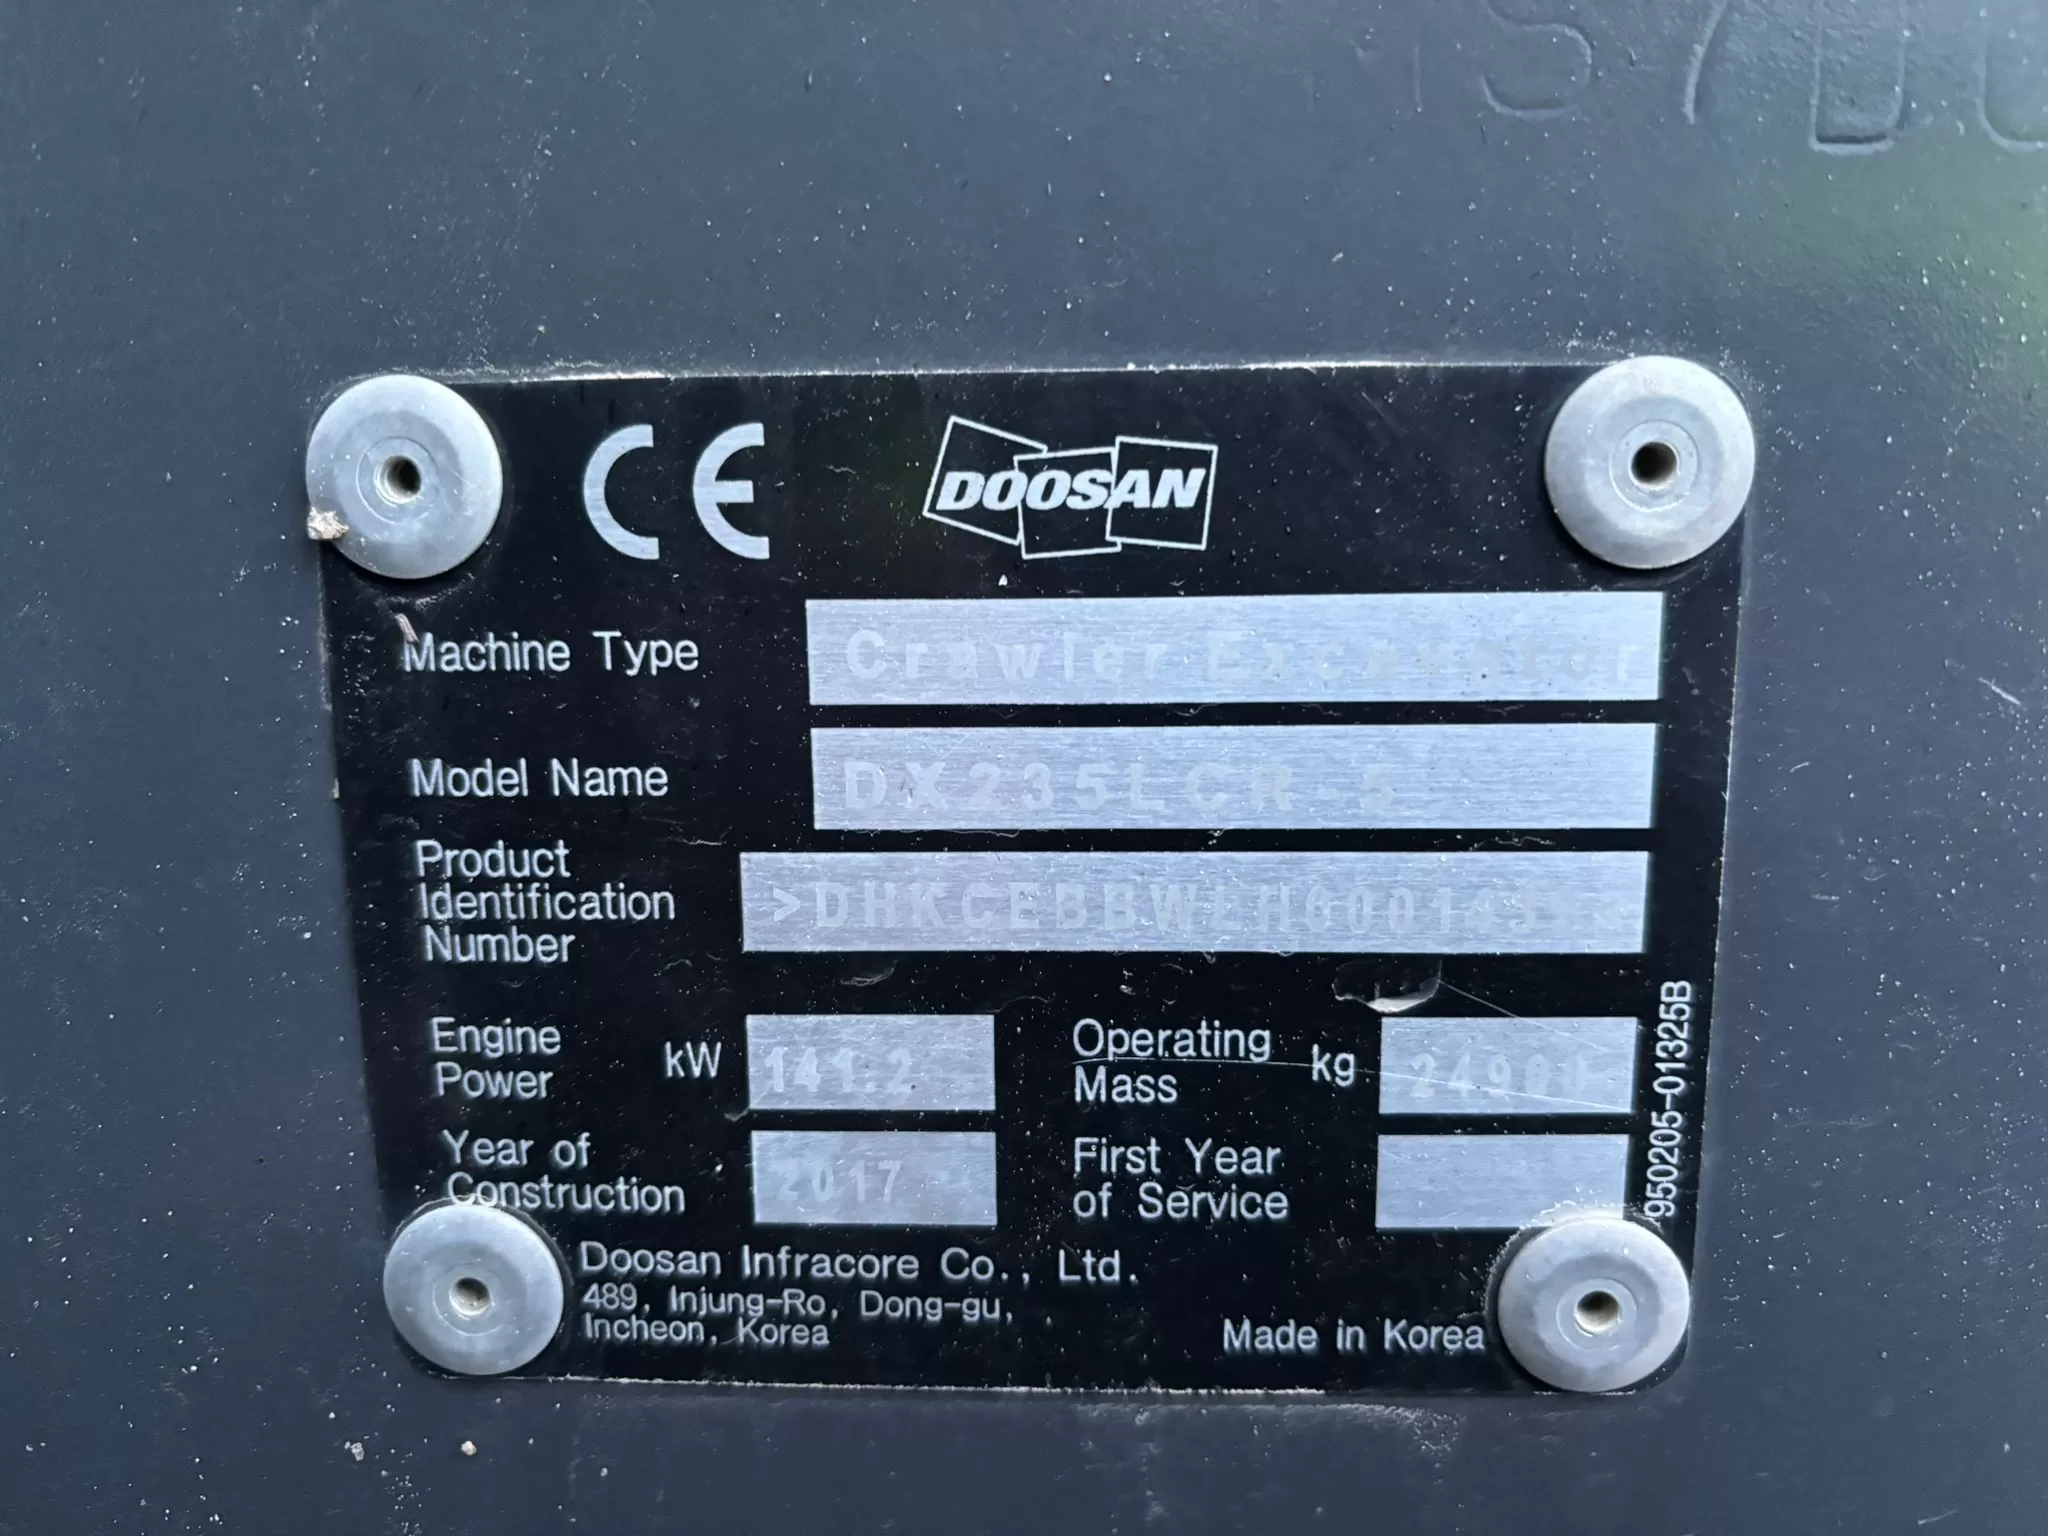 CE
DOOSAN
Machine Type Crawler Excavator
Model Name DX235LCR-5
Product
Identification
Number
Engine
Power kW 141.2
Operating
Mass kg
Year of
Construction 2017
First Year
of Service
950205-01325B
Doosan Infracore Co., Ltd.
489, Injung-Ro, Dong-gu,
Incheon, Korea
Made in Korea